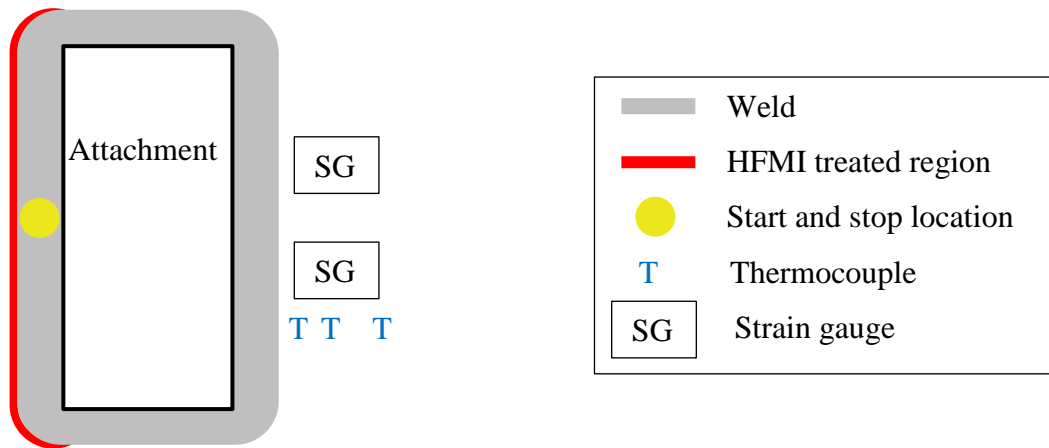 Attachment
SG
SG
T T T
Weld
HFMI treated region
Start and stop location
T Thermocouple
SG Strain gauge